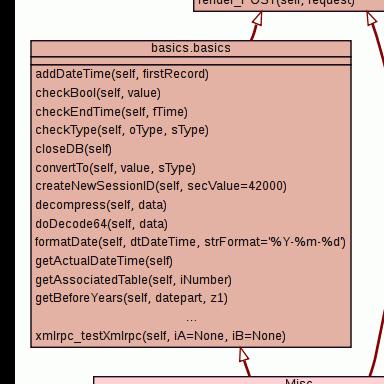 render_POST(self, request)
basics.basics
addDateTime(self, firstRecord)
checkBool(self, value)
checkEndTime(self, fTime)
checkType(self, oType, sType)
closeDB(self)
convertTo(self, value, sType)
createNewSessionID(self, secValue=42000)
decompress(self, data)
doDecode64(self, data)
formatDate(self, dtDateTime, strFormat='%Y-%m-%d')
getActualDateTime(self)
getAssociatedTable(self, iNumber)
getBeforeYears(self, datepart, z1)
...
xmlrpc_testXmlrpc(self, iA=None, iB=None)
Misc